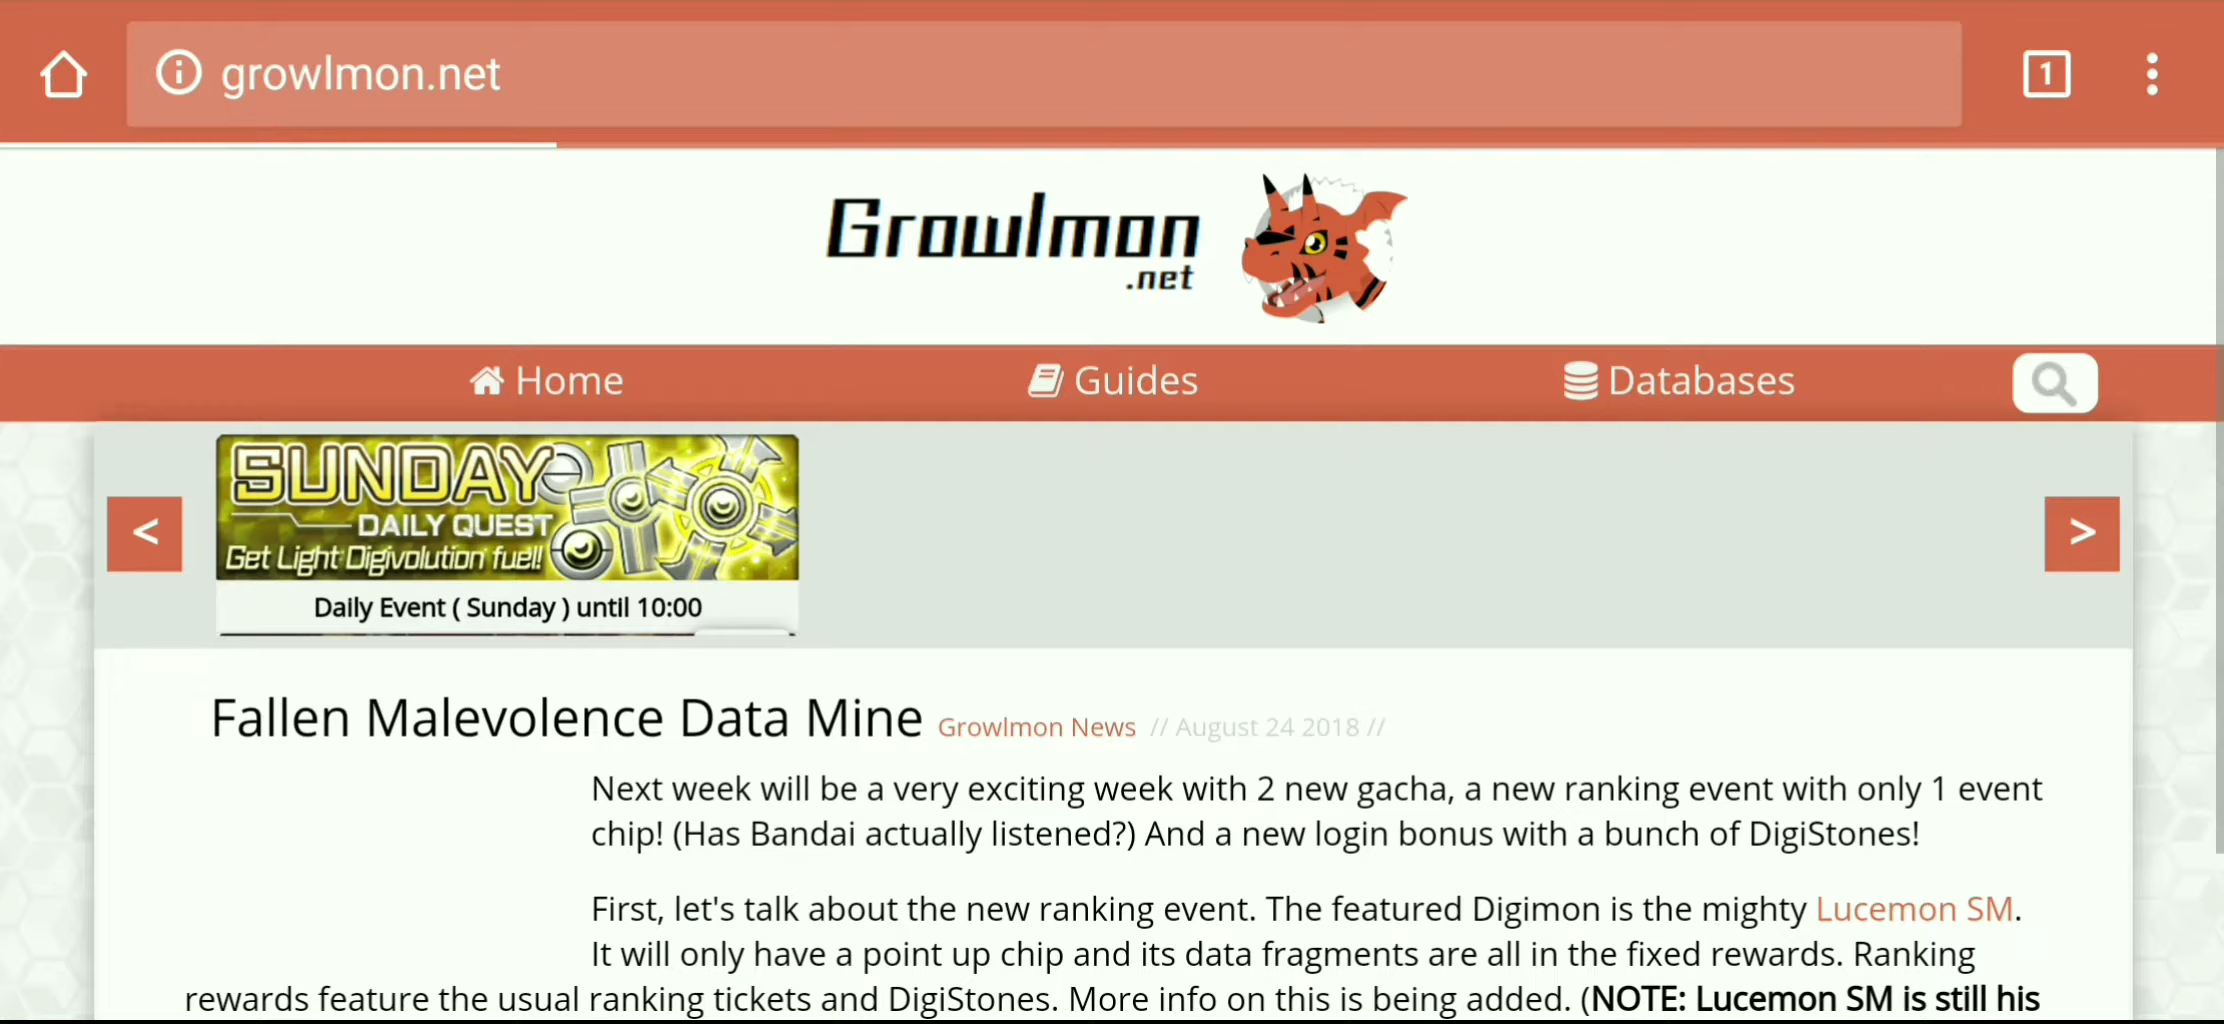 growlmon.net
1
Growlmon
.net
Home
Guides
Databases
SUNDAY
DAILY QUEST
Get Light Digivolution fuel!
<
>
Daily Event ( Sunday ) until 10:00
Fallen Malevolence Data Mine Growlmon News // August 24 2018 //
Next week will be a very exciting week with 2 new gacha, a new ranking event with only 1 event
chip! (Has Bandai actually listened?) And a new login bonus with a bunch of DigiStones!
First, let's talk about the new ranking event. The featured Digimon is the mighty Lucemon SM.
It will only have a point up chip and its data fragments are all in the fixed rewards. Ranking
rewards feature the usual ranking tickets and DigiStones. More info on this is being added. (NOTE: Lucemon SM is still his